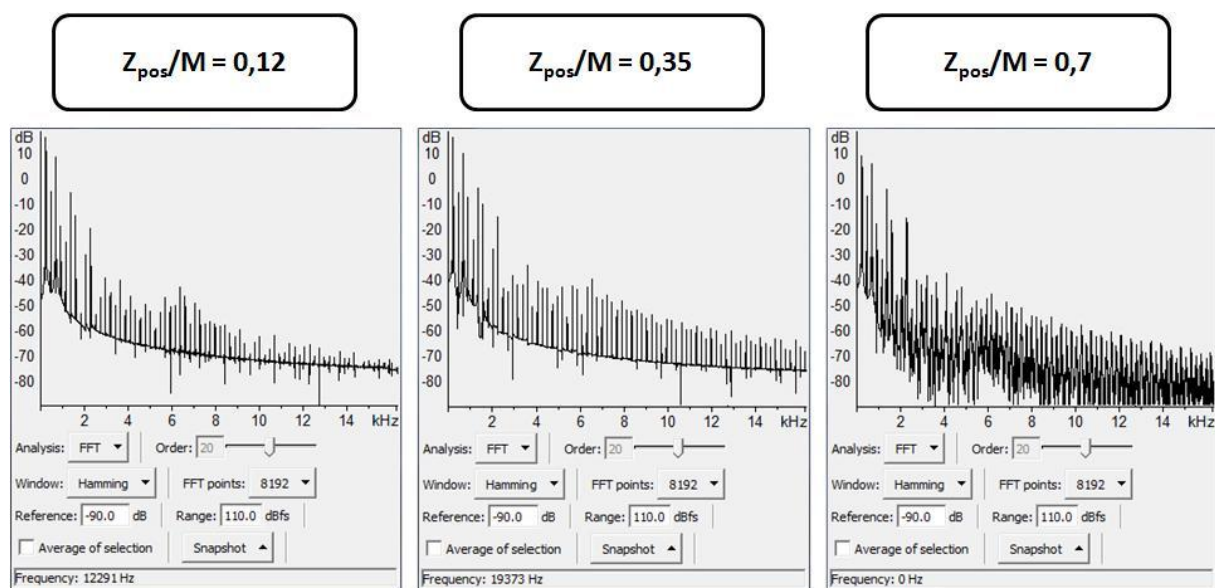 Zpos/M = 0,12
Zpos/M = 0,35
Zpos/M = 0,7
dB
10
0
-10
-20
-30
-40
-50
-60
-70
-80
2 4 6 8 10 12 14 kHz
Analysis: FFT Order: 20
Window: Hamming FFT points: 8192
Reference: -90.0 dB Range: 110.0 dBfs
Average of selection Snapshot
Frequency: 12291 Hz
dB
10
0
-10
-20
-30
-40
-50
-60
-70
-80
2 4 6 8 10 12 14 kHz
Analysis: FFT Order: 20
Window: Hamming FFT points: 8192
Reference: -90.0 dB Range: 110.0 dBfs
Average of selection Snapshot
Frequency: 19373 Hz
dB
10
0
-10
-20
-30
-40
-50
-60
-70
-80
2 4 6 8 10 12 14 kHz
Analysis: FFT Order: 20
Window: Hamming FFT points: 8192
Reference: -90.0 dB Range: 110.0 dBfs
Average of selection Snapshot
Frequency: 0 Hz